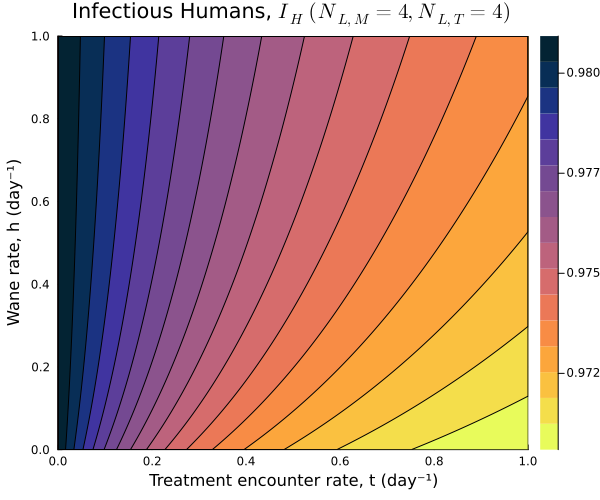 Infectious Humans, I_H (N_{L,M} = 4, N_{L,T} = 4)
1.0
0.8
0.6
0.4
0.2
0.0
Wane rate, h (day⁻¹)
0.0 0.2 0.4 0.6 0.8 1.0
Treatment encounter rate, t (day⁻¹)
0.980
0.977
0.975
0.972